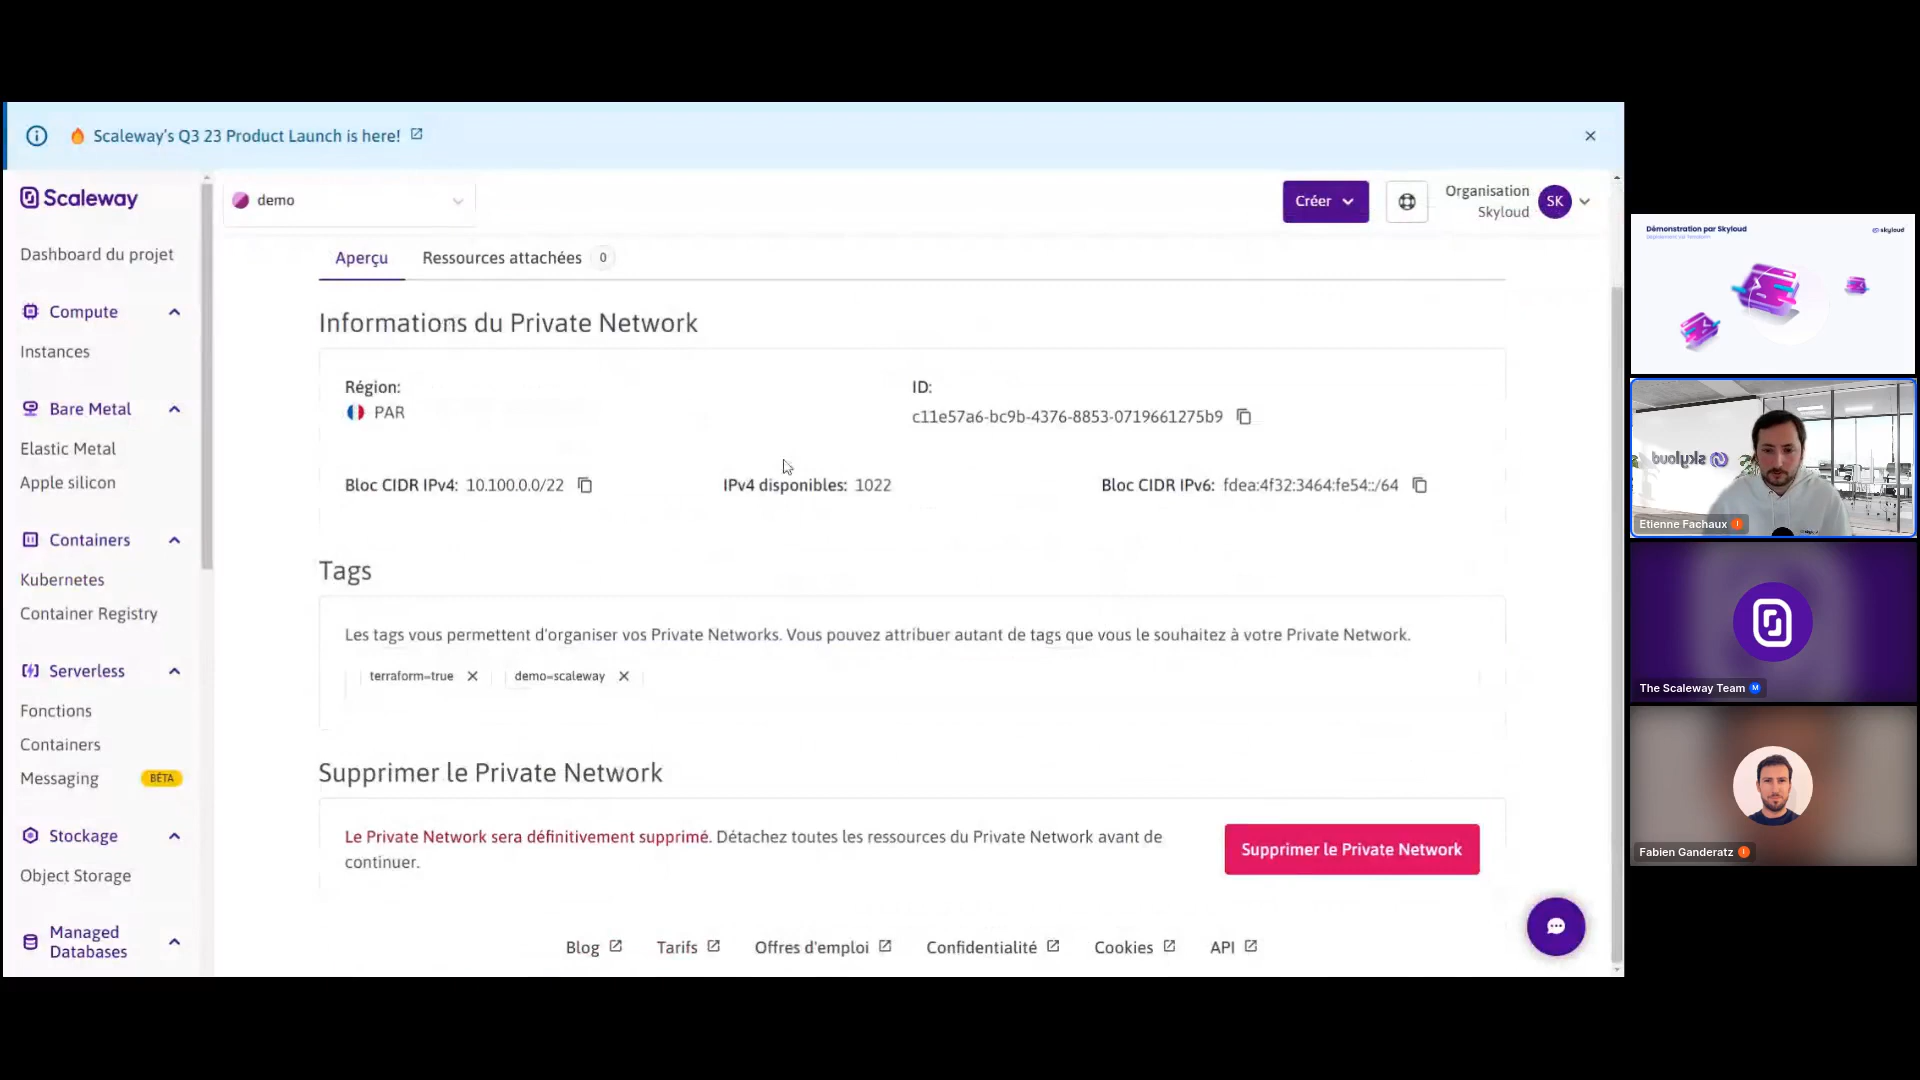 Scaleway’s Q3 23 Product Launch is here!
Scaleway
demo
Créer
Organisation
Skyloud
SK
Dashboard du projet
Compute
Instances
Bare Metal
Elastic Metal
Apple silicon
Containers
Kubernetes
Container Registry
Serverless
Fonctions
Containers
Messaging BÊTA
Stockage
Object Storage
Managed
Databases
Aperçu
Ressources attachées 0
Informations du Private Network
Région:
PAR
ID:
c11e57a6-bc9b-4376-8853-0719661275b9
Bloc CIDR IPv4: 10.100.0.0/22
IPv4 disponibles: 1022
Bloc CIDR IPv6: fdea:4f32:3464:fe54::/64
Tags
Les tags vous permettent d'organiser vos Private Networks. Vous pouvez attribuer autant de tags que vous le souhaitez à votre Private Network.
terraform=true
demo=scaleway
Supprimer le Private Network
Le Private Network sera définitivement supprimé. Détachez toutes les ressources du Private Network avant de
continuer.
Supprimer le Private Network
Blog
Tarifs
Offres d'emploi
Confidentialité
Cookies
API
Démonstration par Skyloud
skyloud
skyloud
Etienne Fachaux
The Scaleway Team M
Fabien Ganderatz